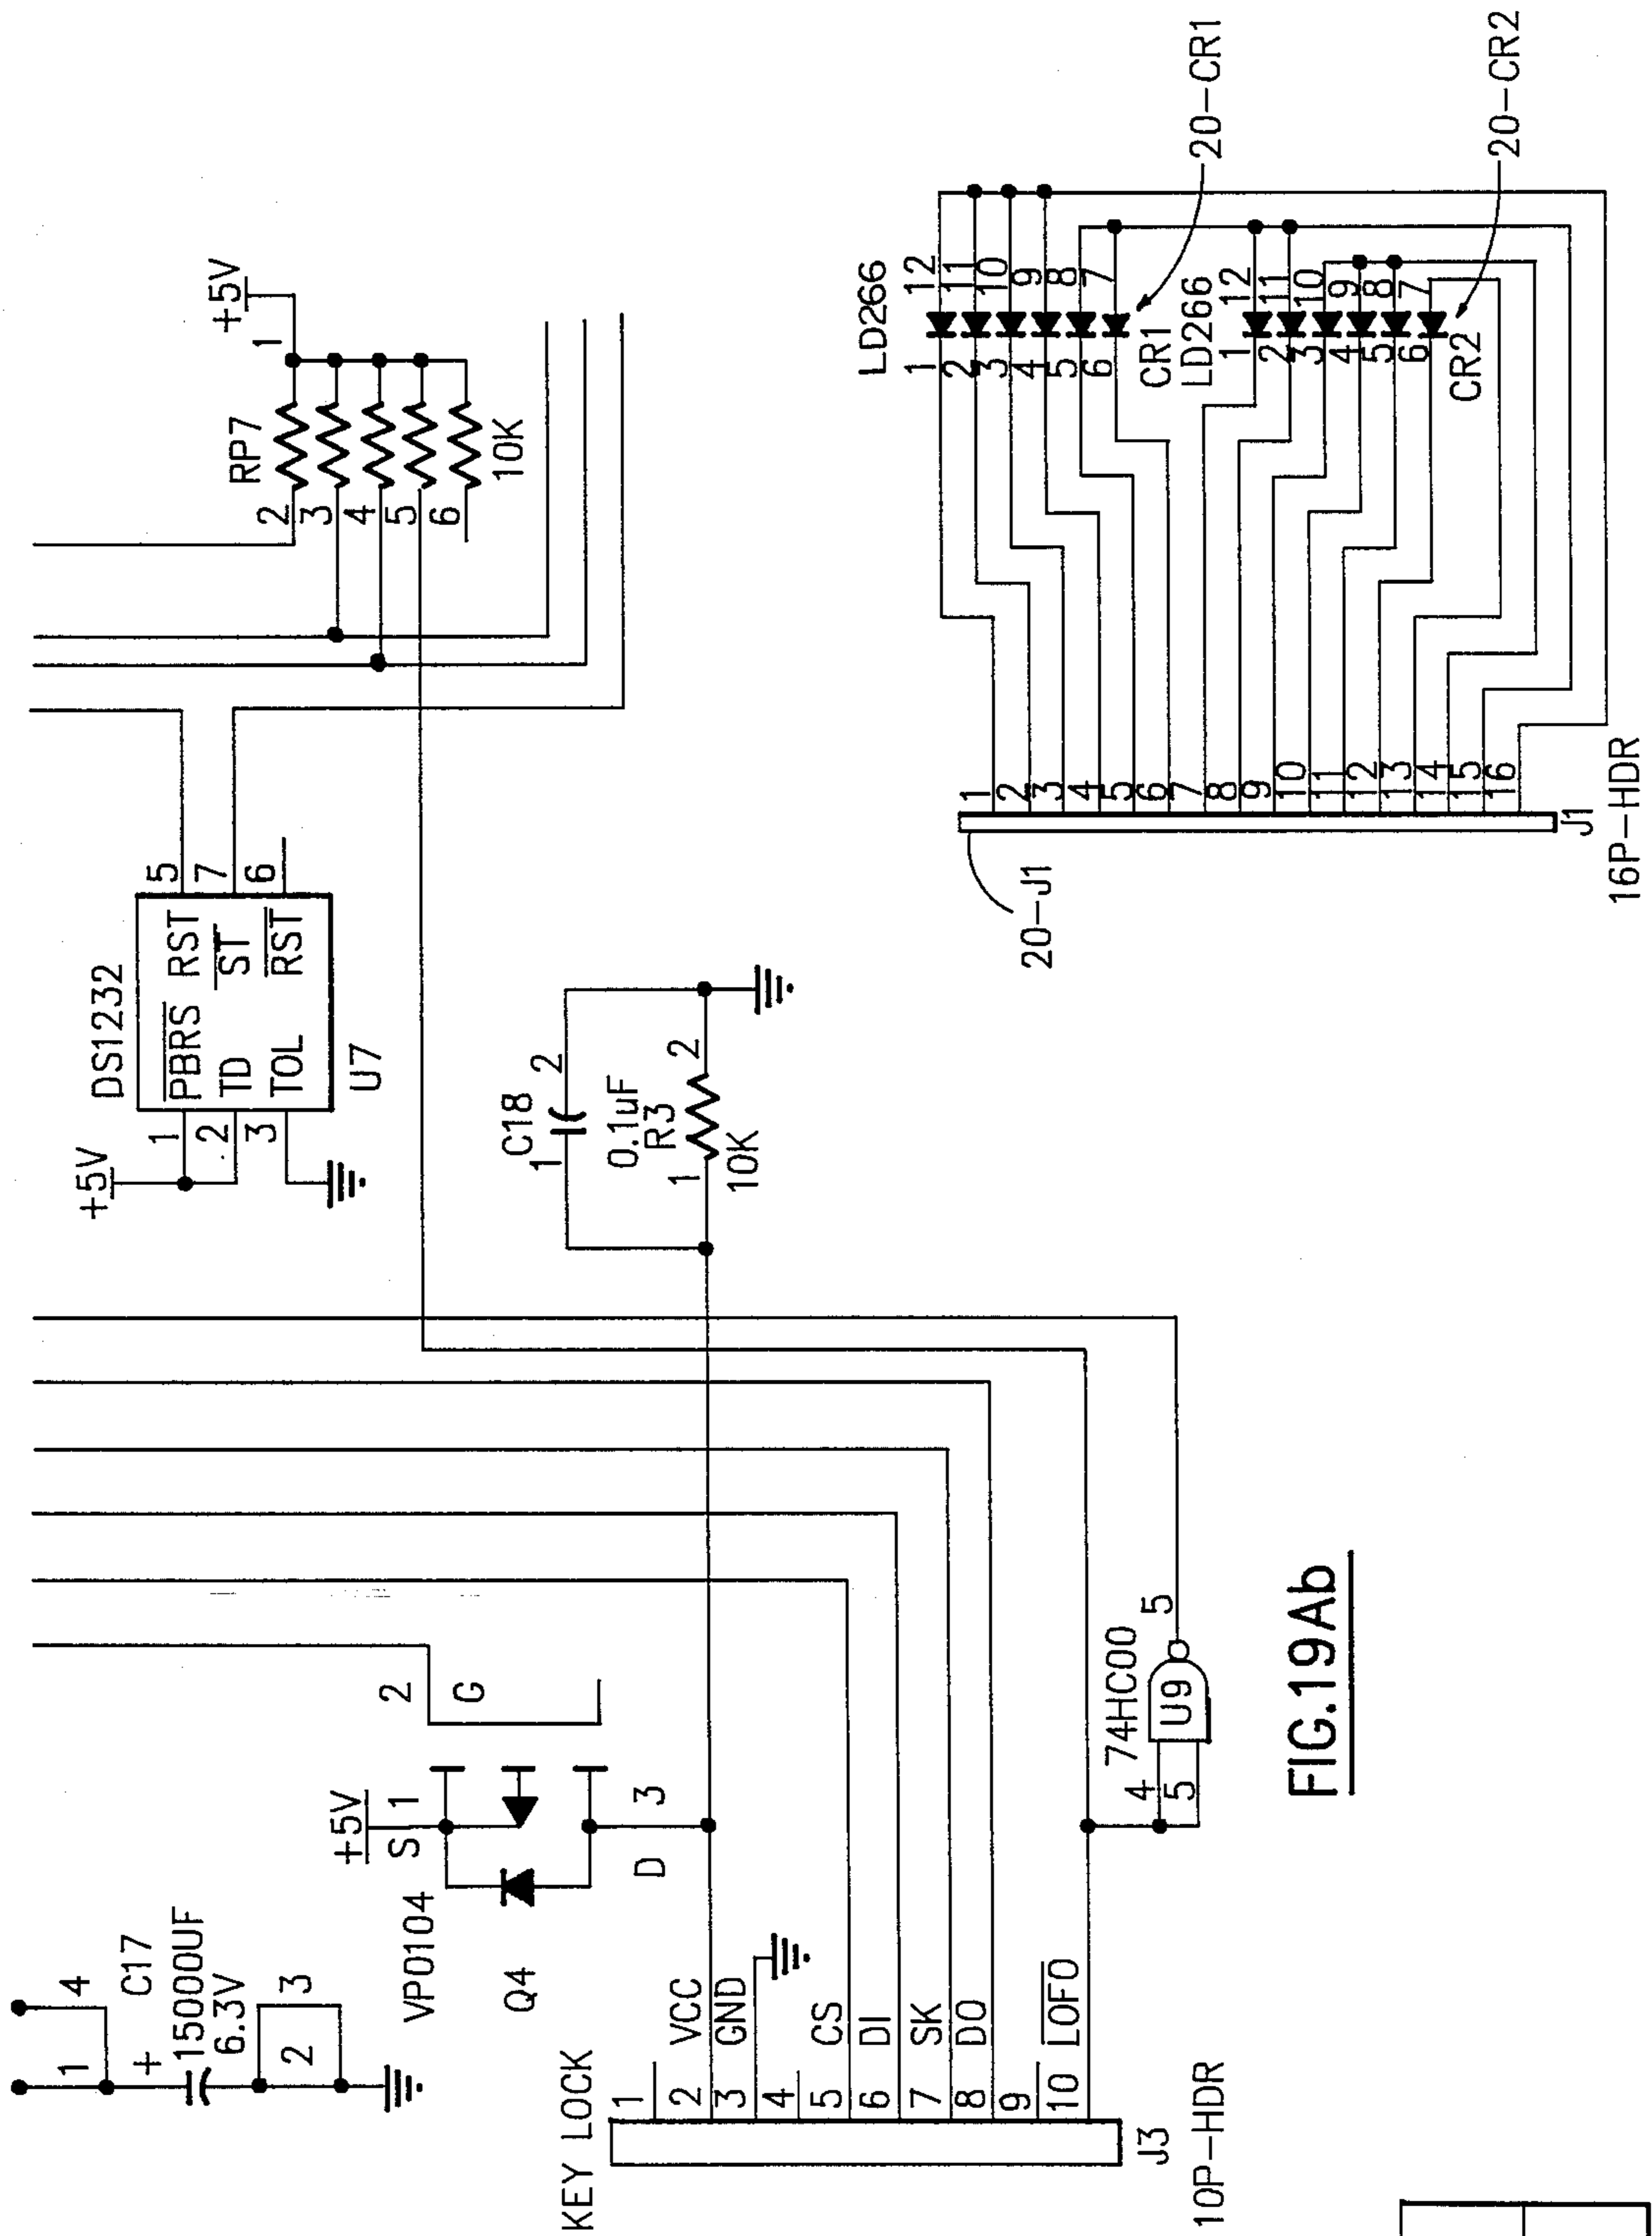 1
4
+
C17
15000UF
6.3V
2
3
KEY LOCK
1
2 VCC
3 GND
4
5 CS
6 DI
7 SK
8 DO
9
10 L̅O̅F̅O̅
J3
10P-HDR
VP0104
Q4
+5V
S 1
2
G
D 3
74HC00
4
5
U9
5
+5V
DS1232
1
2
3
P̅B̅R̅S̅ RST
TD S̅T̅
TOL R̅S̅T̅
5
7
6
U7
C18
1 2
0.1uF
R3
1 2
10K
+5V
1
RP7
2
3
4
5
6
10K
20-J1
1
2
3
4
5
6
7
8
9
10
11
12
13
14
15
16
J1
16P-HDR
LD266
1 12
2 11
3 10
4 9
5 8
6 7
CR1
20-CR1
LD266
1 12
2 11
3 10
4 9
5 8
6 7
CR2
20-CR2
FIG.19Ab